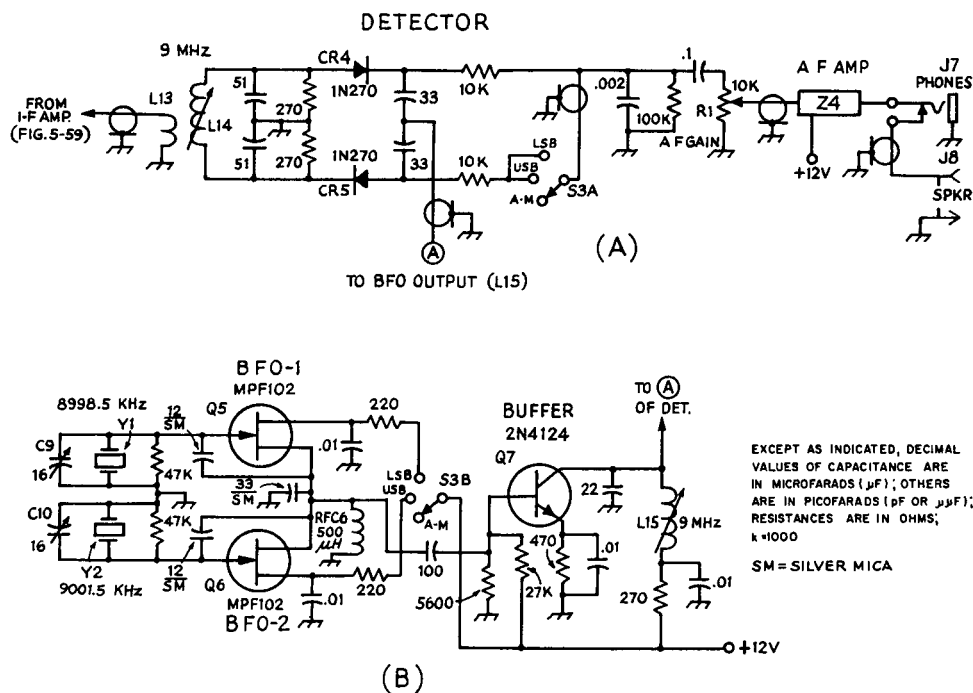 DETECTOR
9 MHz
FROM
I-F AMP.
(FIG.5-59)
L13
L14
51
51
270
270
CR4
1N270
1N270
CR5
33
33
10K
10K
LSB
USB
A-M
S3A
A
TO BFO OUTPUT (L15)
.002
100K
.1
10K
R1
A F GAIN
A F AMP
Z4
+12V
J7
PHONES
J8
SPKR
(A)
BFO-1
MPF102
8998.5 KHz
Y1
12
SM
Q5
C9
16
47K
220
.01
33
SM
LSB
USB
A-M
S3B
C10
16
47K
Y2
9001.5 KHz
12
SM
Q6
MPF102
BFO-2
RFC6
500
μH
.01
220
100
BUFFER
2N4124
Q7
5600
27K
470
.01
22
TO A
OF DET.
L15
9 MHz
.01
270
+12V
EXCEPT AS INDICATED, DECIMAL
VALUES OF CAPACITANCE ARE
IN MICROFARADS (μF); OTHERS
ARE IN PICOFARADS (pF OR μμF);
RESISTANCES ARE IN OHMS;
k=1000
SM=SILVER MICA
(B)